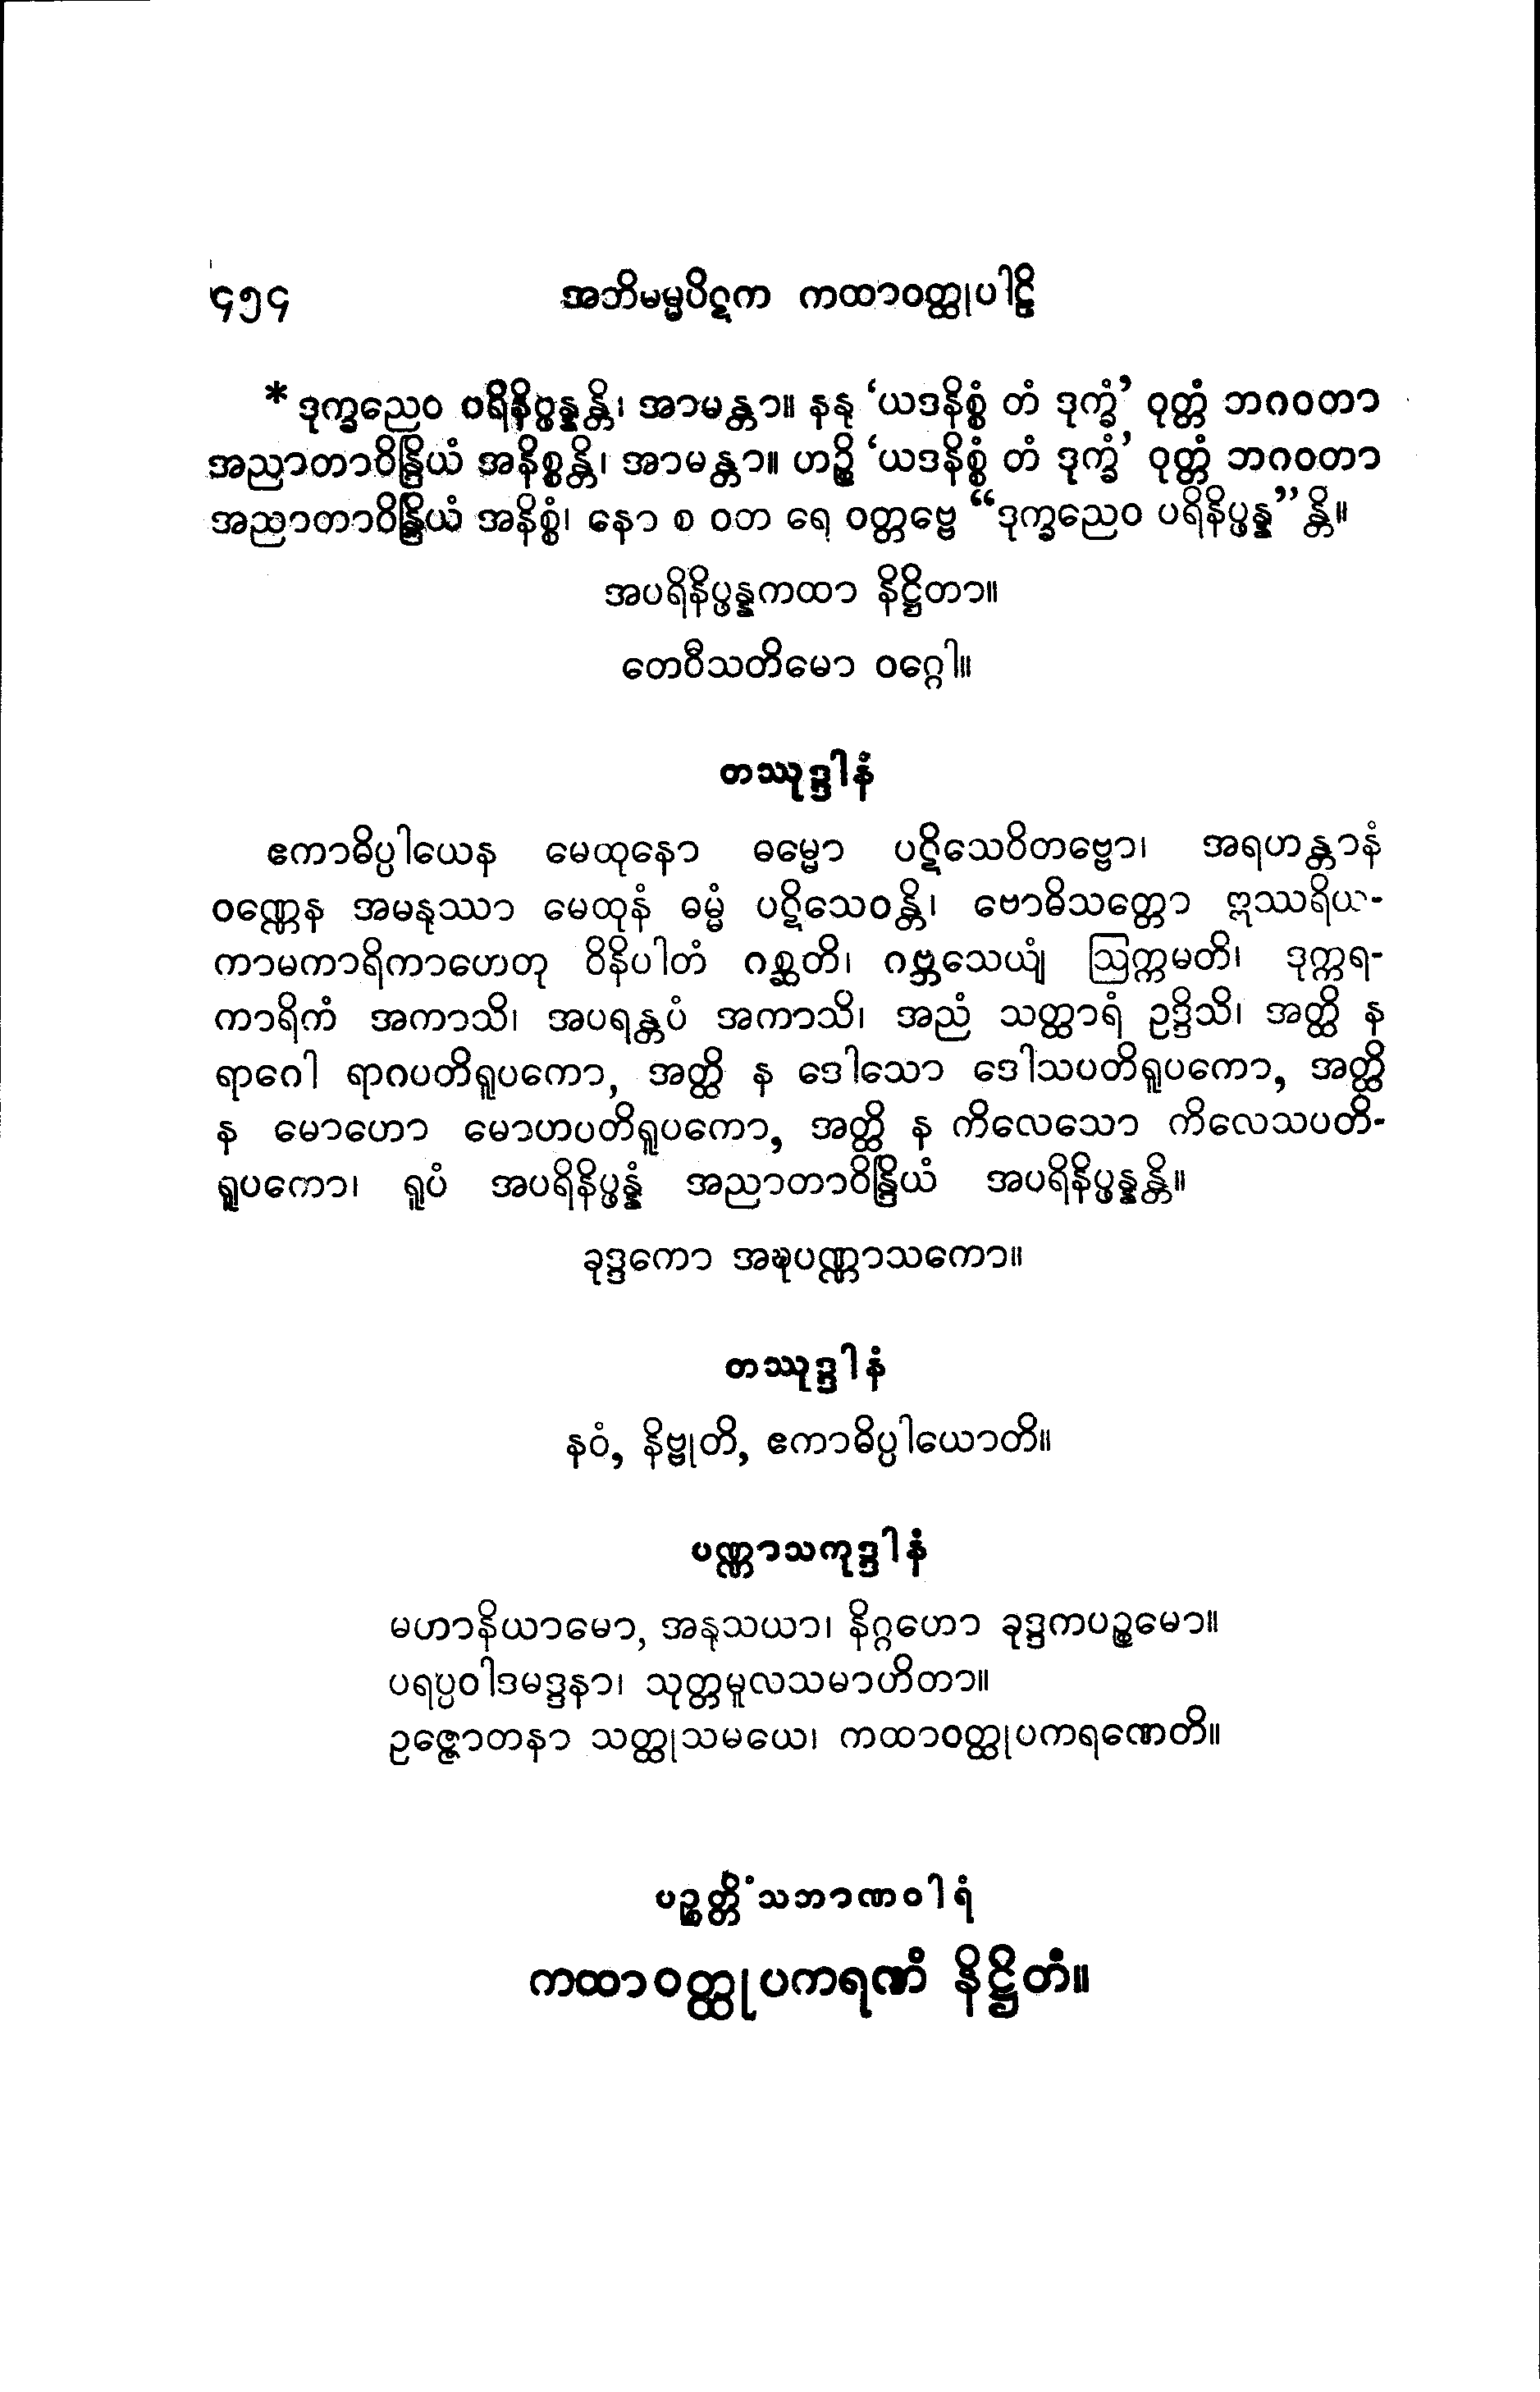 ၄၅၄ အဘိဓမ္မပိဋက ကထာဝတ္ထုပါဠိ
* ဒုက္ခညေဝ ပရိနိပ္ဖန္နန္တိ၊ အာမန္တာ။ နနု ‘ယဒနိစ္စံ တံ ဒုက္ခံ’ ဝုတ္တံ ဘဂဝတာ
အညာတာဝိန္ဒြိယံ အနိစ္စန္တိ၊ အာမန္တာ။ ဟဉ္စိ ‘ယဒနိစ္စံ တံ ဒုက္ခံ’ ဝုတ္တံ ဘဂဝတာ
အညာတာဝိန္ဒြိယံ အနိစ္စံ၊ နော စ ဝတ ရေ ဝတ္တဗ္ဗေ “ဒုက္ခညေဝ ပရိနိပ္ဖန္န” န္တိ။
အပရိနိပ္ဖန္နကထာ နိဋ္ဌိတာ။
တေဝီသတိမော ဝဂ္ဂေါ။
တဿုဒ္ဒါနံ
ဧကာဓိပ္ပါယေန မေထုနော ဓမ္မော ပဋိသေဝိတဗ္ဗော၊ အရဟန္တာနံ
ဝဏ္ဏေန အမနုဿာ မေထုနံ ဓမ္မံ ပဋိသေဝန္တိ၊ ဗောဓိသတ္တော ဣဿရိယ-
ကာမကာရိကာဟေတု ဝိနိပါတံ ဂစ္ဆတိ၊ ဂဗ္ဘသေယျံ ဩက္ကမတိ၊ ဒုက္ကရ-
ကာရိကံ အကာသိ၊ အပရန္တပံ အကာသိ၊ အညံ သတ္ထာရံ ဥဒ္ဒိသိ၊ အတ္ထိ န
ရာဂေါ ရာဂပတိရူပကော, အတ္ထိ န ဒေါသော ဒေါသပတိရူပကော, အတ္ထိ
န မောဟော မောဟပတိရူပကော, အတ္ထိ န ကိလေသော ကိလေသပတိ-
ရူပကော၊ ရူပံ အပရိနိပ္ဖန္နံ အညာတာဝိန္ဒြိယံ အပရိနိပ္ဖန္နန္တိ။
ခုဒ္ဒကော အဍ္ဎပဏ္ဏာသကော။
တဿုဒ္ဒါနံ
နဝံ, နိဗ္ဗုတိ, ဧကာဓိပ္ပါယောတိ။
ပဏ္ဏာသကုဒ္ဒါနံ
မဟာနိယာမော, အနုသယာ၊ နိဂ္ဂဟော ခုဒ္ဒကပဉ္စမော။
ပရပ္ပဝါဒမဒ္ဒနာ၊ သုတ္တမူလသမာဟိတာ။
ဥဇ္ဇောတနာ သတ္ထုသမယေ၊ ကထာဝတ္ထုပကရဏေတိ။
ပဉ္စတ္တိံသဘာဏဝါရံ
ကထာဝတ္ထုပကရဏံ နိဋ္ဌိတံ။